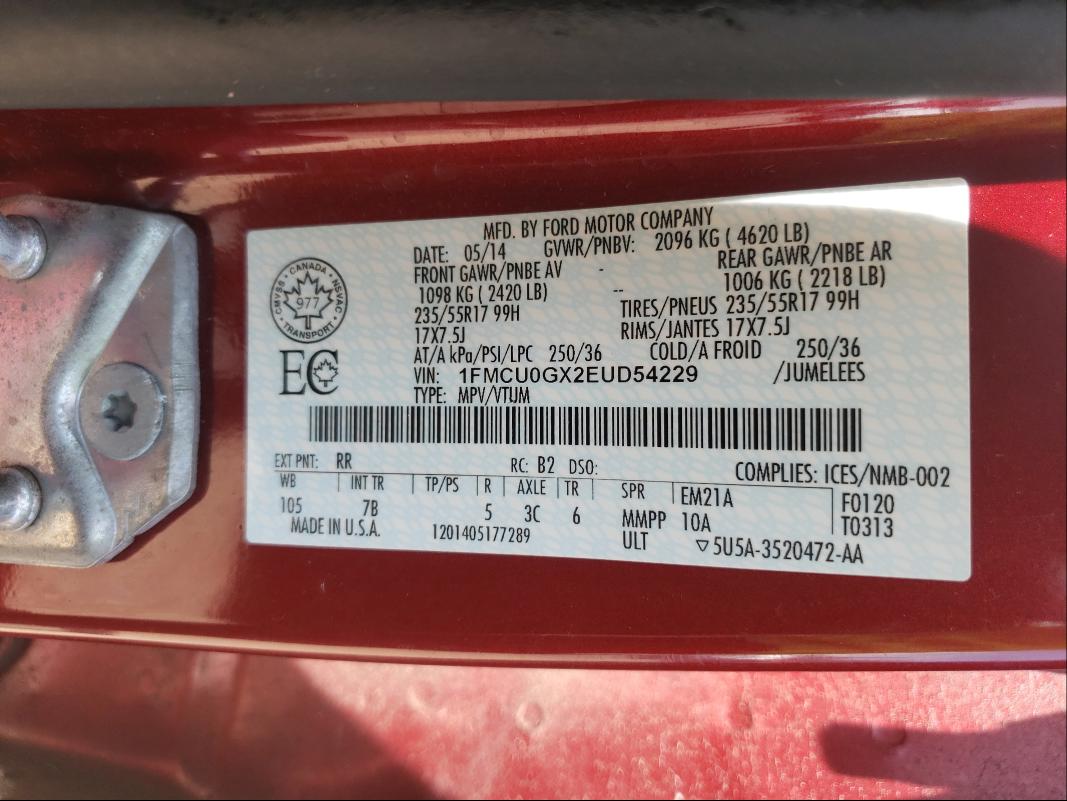 MFD. BY FORD MOTOR COMPANY
DATE: 05/14 GVWR/PNBV: 2096 KG ( 4620 LB)
FRONT GAWR/PNBE AV - REAR GAWR/PNBE AR
1098 KG ( 2420 LB) -- 1006 KG ( 2218 LB)
235/55R17 99H TIRES/PNEUS 235/55R17 99H
17X7.5J RIMS/JANTES 17X7.5J
AT/A kPa/PSI/LPC 250/36 COLD/A FROID 250/36
VIN: 1FMCU0GX2EUD54229 /JUMELEES
TYPE: MPV/VTUM
CANADA
CMVSS • NSVAC
977
TRANSPORT
EC
EXT PNT: RR RC: B2 DSO: COMPLIES: ICES/NMB-002
WB INT TR TP/PS R AXLE TR SPR EM21A F0120
105 7B 5 3C 6 MMPP 10A T0313
MADE IN U.S.A. 1201405177289 ULT ▽5U5A-3520472-AA